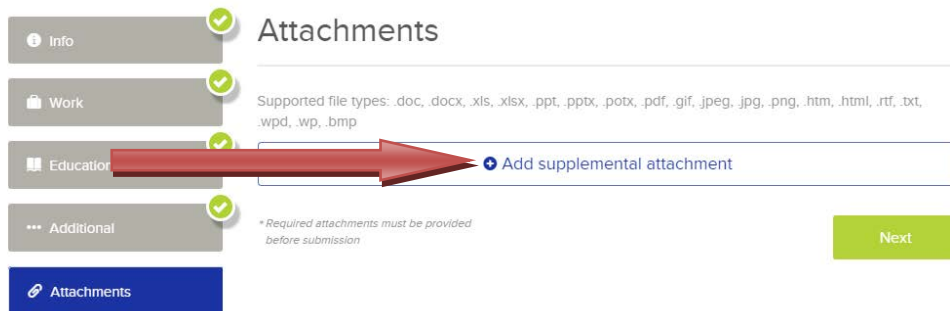 Info
Work
Education
Additional
Attachments
Attachments
Supported file types: .doc, .docx, .xls, .xlsx, .ppt, .pptx, .potx, .pdf, .gif, .jpeg, .jpg, .png, .htm, .html, .rtf, .txt,
.wpd, .wp, .bmp
Add supplemental attachment
* Required attachments must be provided
before submission
Next